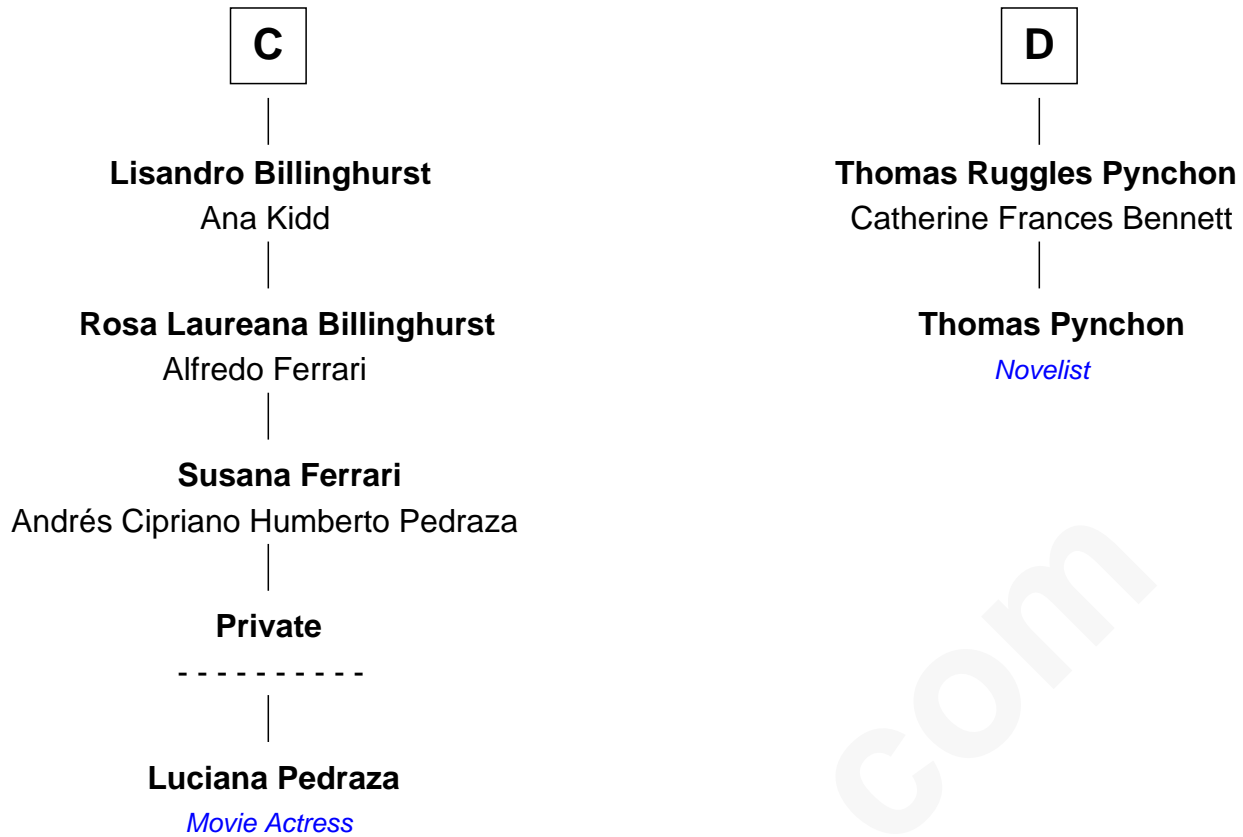 C
Lisandro Billinghurst
Ana Kidd
Rosa Laureana Billinghurst
Alfredo Ferrari
Susana Ferrari
Andrés Cipriano Humberto Pedraza
Private
- - - - - - - - - -
Luciana Pedraza
Movie Actress
D
Thomas Ruggles Pynchon
Catherine Frances Bennett
Thomas Pynchon
Novelist
com